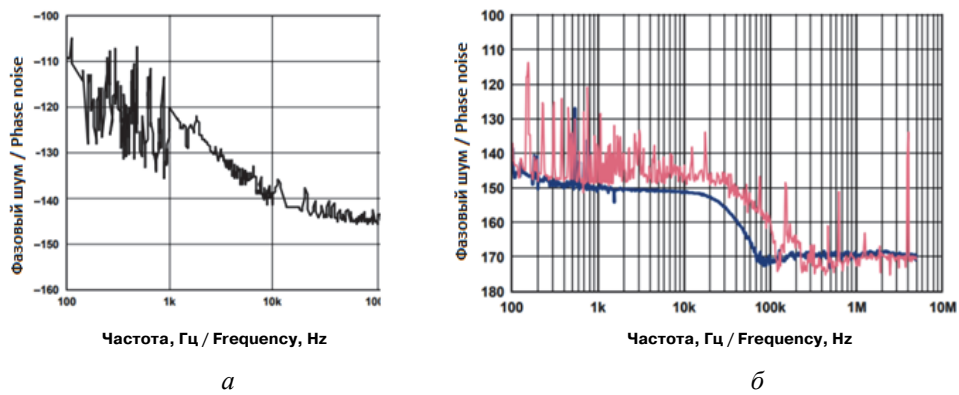 Фазовый шум / Phase noise
–100
–110
–120
–130
–140
–150
–160
100
1k
10k
100
Частота, Гц / Frequency, Hz
а
Фазовый шум / Phase noise
100
110
120
130
140
150
160
170
180
100
1k
10k
100k
1M
10M
Частота, Гц / Frequency, Hz
б